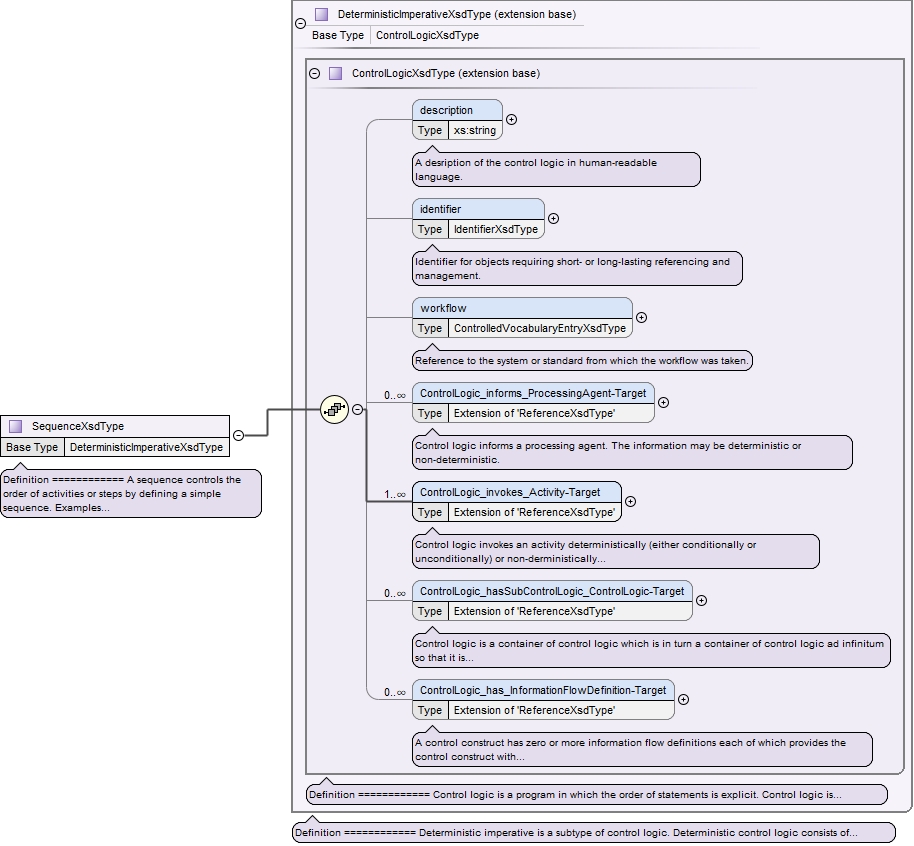 DeterministicImperativeXsdType (extension base)
Base Type ControlLogicXsdType
ControlLogicXsdType (extension base)
description
Type xs:string
A desription of the control logic in human-readable
language.
identifier
Type IdentifierXsdType
Identifier for objects requiring short- or long-lasting referencing and
management.
workflow
Type ControlledVocabularyEntryXsdType
Reference to the system or standard from which the workflow was taken.
0..∞ ControlLogic_informs_ProcessingAgent-Target
Type Extension of 'ReferenceXsdType'
Control logic informs a processing agent. The information may be deterministic or
non-deterministic.
SequenceXsdType
Base Type DeterministicImperativeXsdType
Definition ============ A sequence controls the
order of activities or steps by defining a simple
sequence. Examples...
1..∞ ControlLogic_invokes_Activity-Target
Type Extension of 'ReferenceXsdType'
Control logic invokes an activity deterministically (either conditionally or
unconditionally) or non-derministically...
0..∞ ControlLogic_hasSubControlLogic_ControlLogic-Target
Type Extension of 'ReferenceXsdType'
Control logic is a container of control logic which is in turn a container of control logic ad infinitum
so that it is...
0..∞ ControlLogic_has_InformationFlowDefinition-Target
Type Extension of 'ReferenceXsdType'
A control construct has zero or more information flow definitions each of which provides the
control construct with...
Definition ============ Control logic is a program in which the order of statements is explicit. Control logic is...
Definition ============ Deterministic imperative is a subtype of control logic. Deterministic control logic consists of...